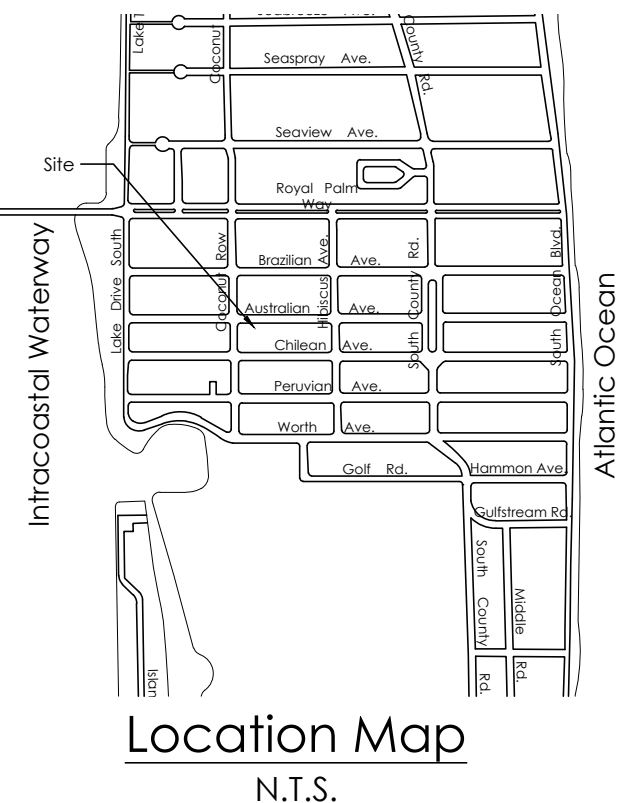 Lake
Coconut
County Rd.
Seaspray Ave.
Seaview Ave.
Site
Royal Palm
Way
Intracoastal Waterway
Lake Drive South
Coconut Row
Hibiscus Ave.
South County Rd.
South Ocean Blvd.
Atlantic Ocean
Brazilian Ave.
Australian Ave.
Chilean Ave.
Peruvian Ave.
Worth Ave.
Golf Rd.
Hammon Ave.
Gulfstream Rd.
South County Rd.
Middle Rd.
Islan
Location Map
N.T.S.